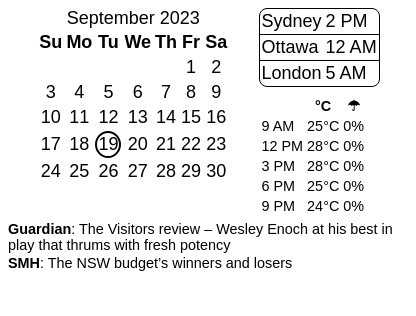 September 2023
Su Mo Tu We Th Fr Sa
1 2
3 4 5 6 7 8 9
10 11 12 13 14 15 16
17 18 19 20 21 22 23
24 25 26 27 28 29 30
Sydney 2 PM
Ottawa 12 AM
London 5 AM
°C ☂
9 AM 25°C 0%
12 PM 28°C 0%
3 PM 28°C 0%
6 PM 25°C 0%
9 PM 24°C 0%
Guardian: The Visitors review – Wesley Enoch at his best in
play that thrums with fresh potency
SMH: The NSW budget’s winners and losers